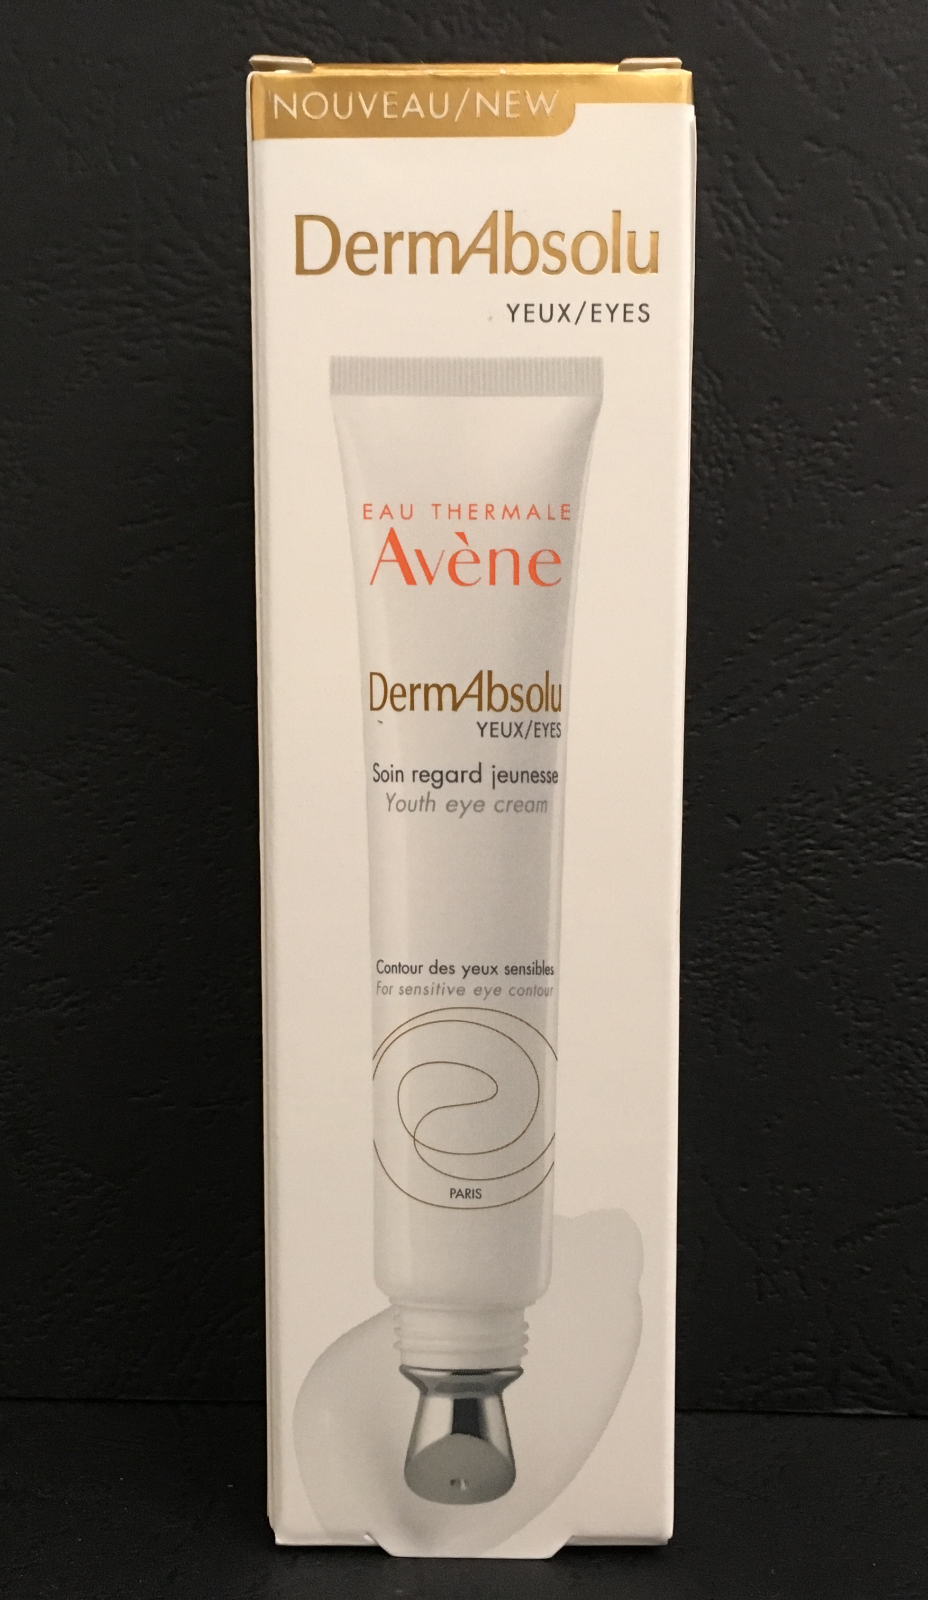 NOUVEAU/NEW
DermAbsolu
YEUX/EYES
EAU THERMALE
Avène
DermAbsolu
YEUX/EYES
Soin regard jeunesse
Youth eye cream
Contour des yeux sensibles
For sensitive eye contour
PARIS